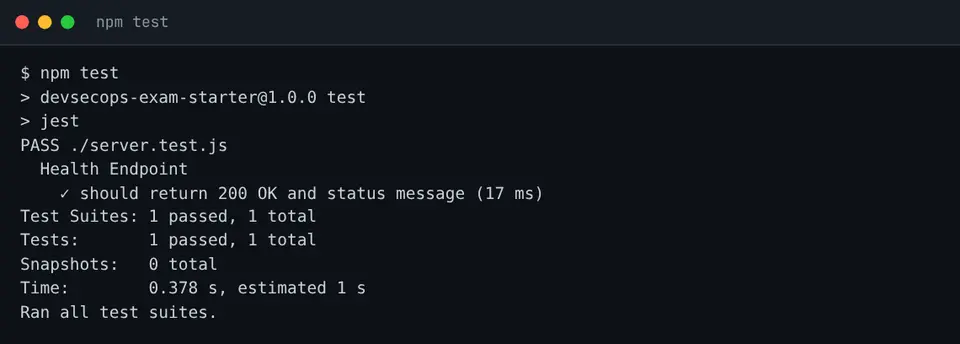 npm test
$ npm test
> devsecops-exam-starter@1.0.0 test
> jest
PASS ./server.test.js
Health Endpoint
✓ should return 200 OK and status message (17 ms)
Test Suites: 1 passed, 1 total
Tests:       1 passed, 1 total
Snapshots:   0 total
Time:        0.378 s, estimated 1 s
Ran all test suites.